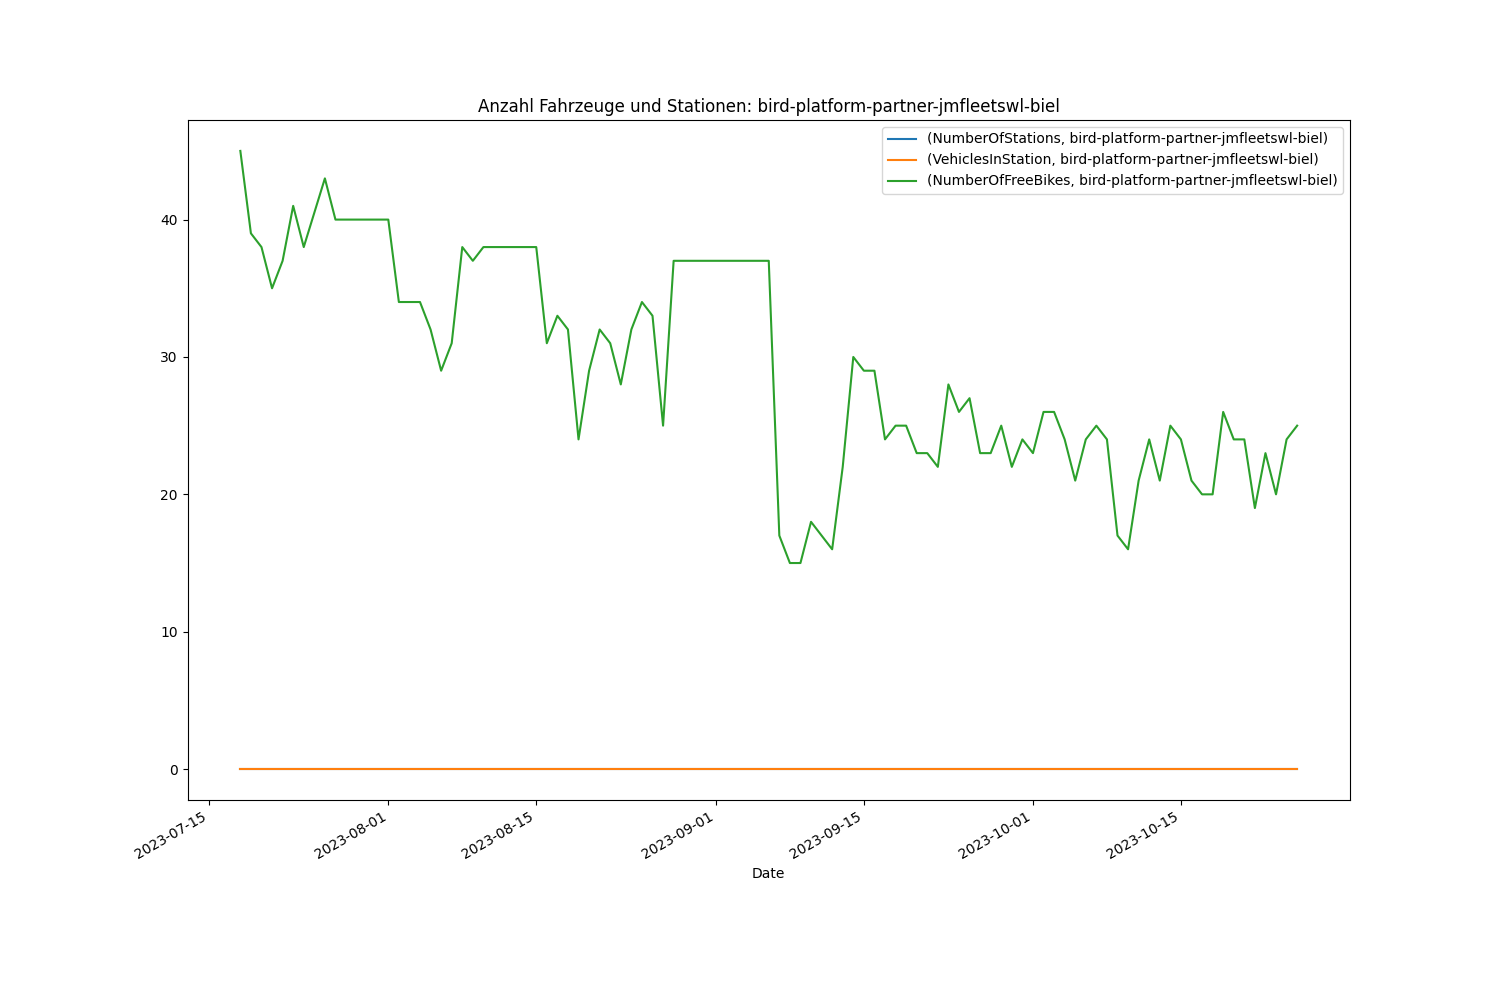 Anzahl Fahrzeuge und Stationen: bird-platform-partner-jmfleetswl-biel
(NumberOfStations, bird-platform-partner-jmfleetswl-biel)
(VehiclesInStation, bird-platform-partner-jmfleetswl-biel)
(NumberOfFreeBikes, bird-platform-partner-jmfleetswl-biel)
40
30
20
10
0
2023-07-15
2023-08-01
2023-08-15
2023-09-01
2023-09-15
2023-10-01
2023-10-15
Date